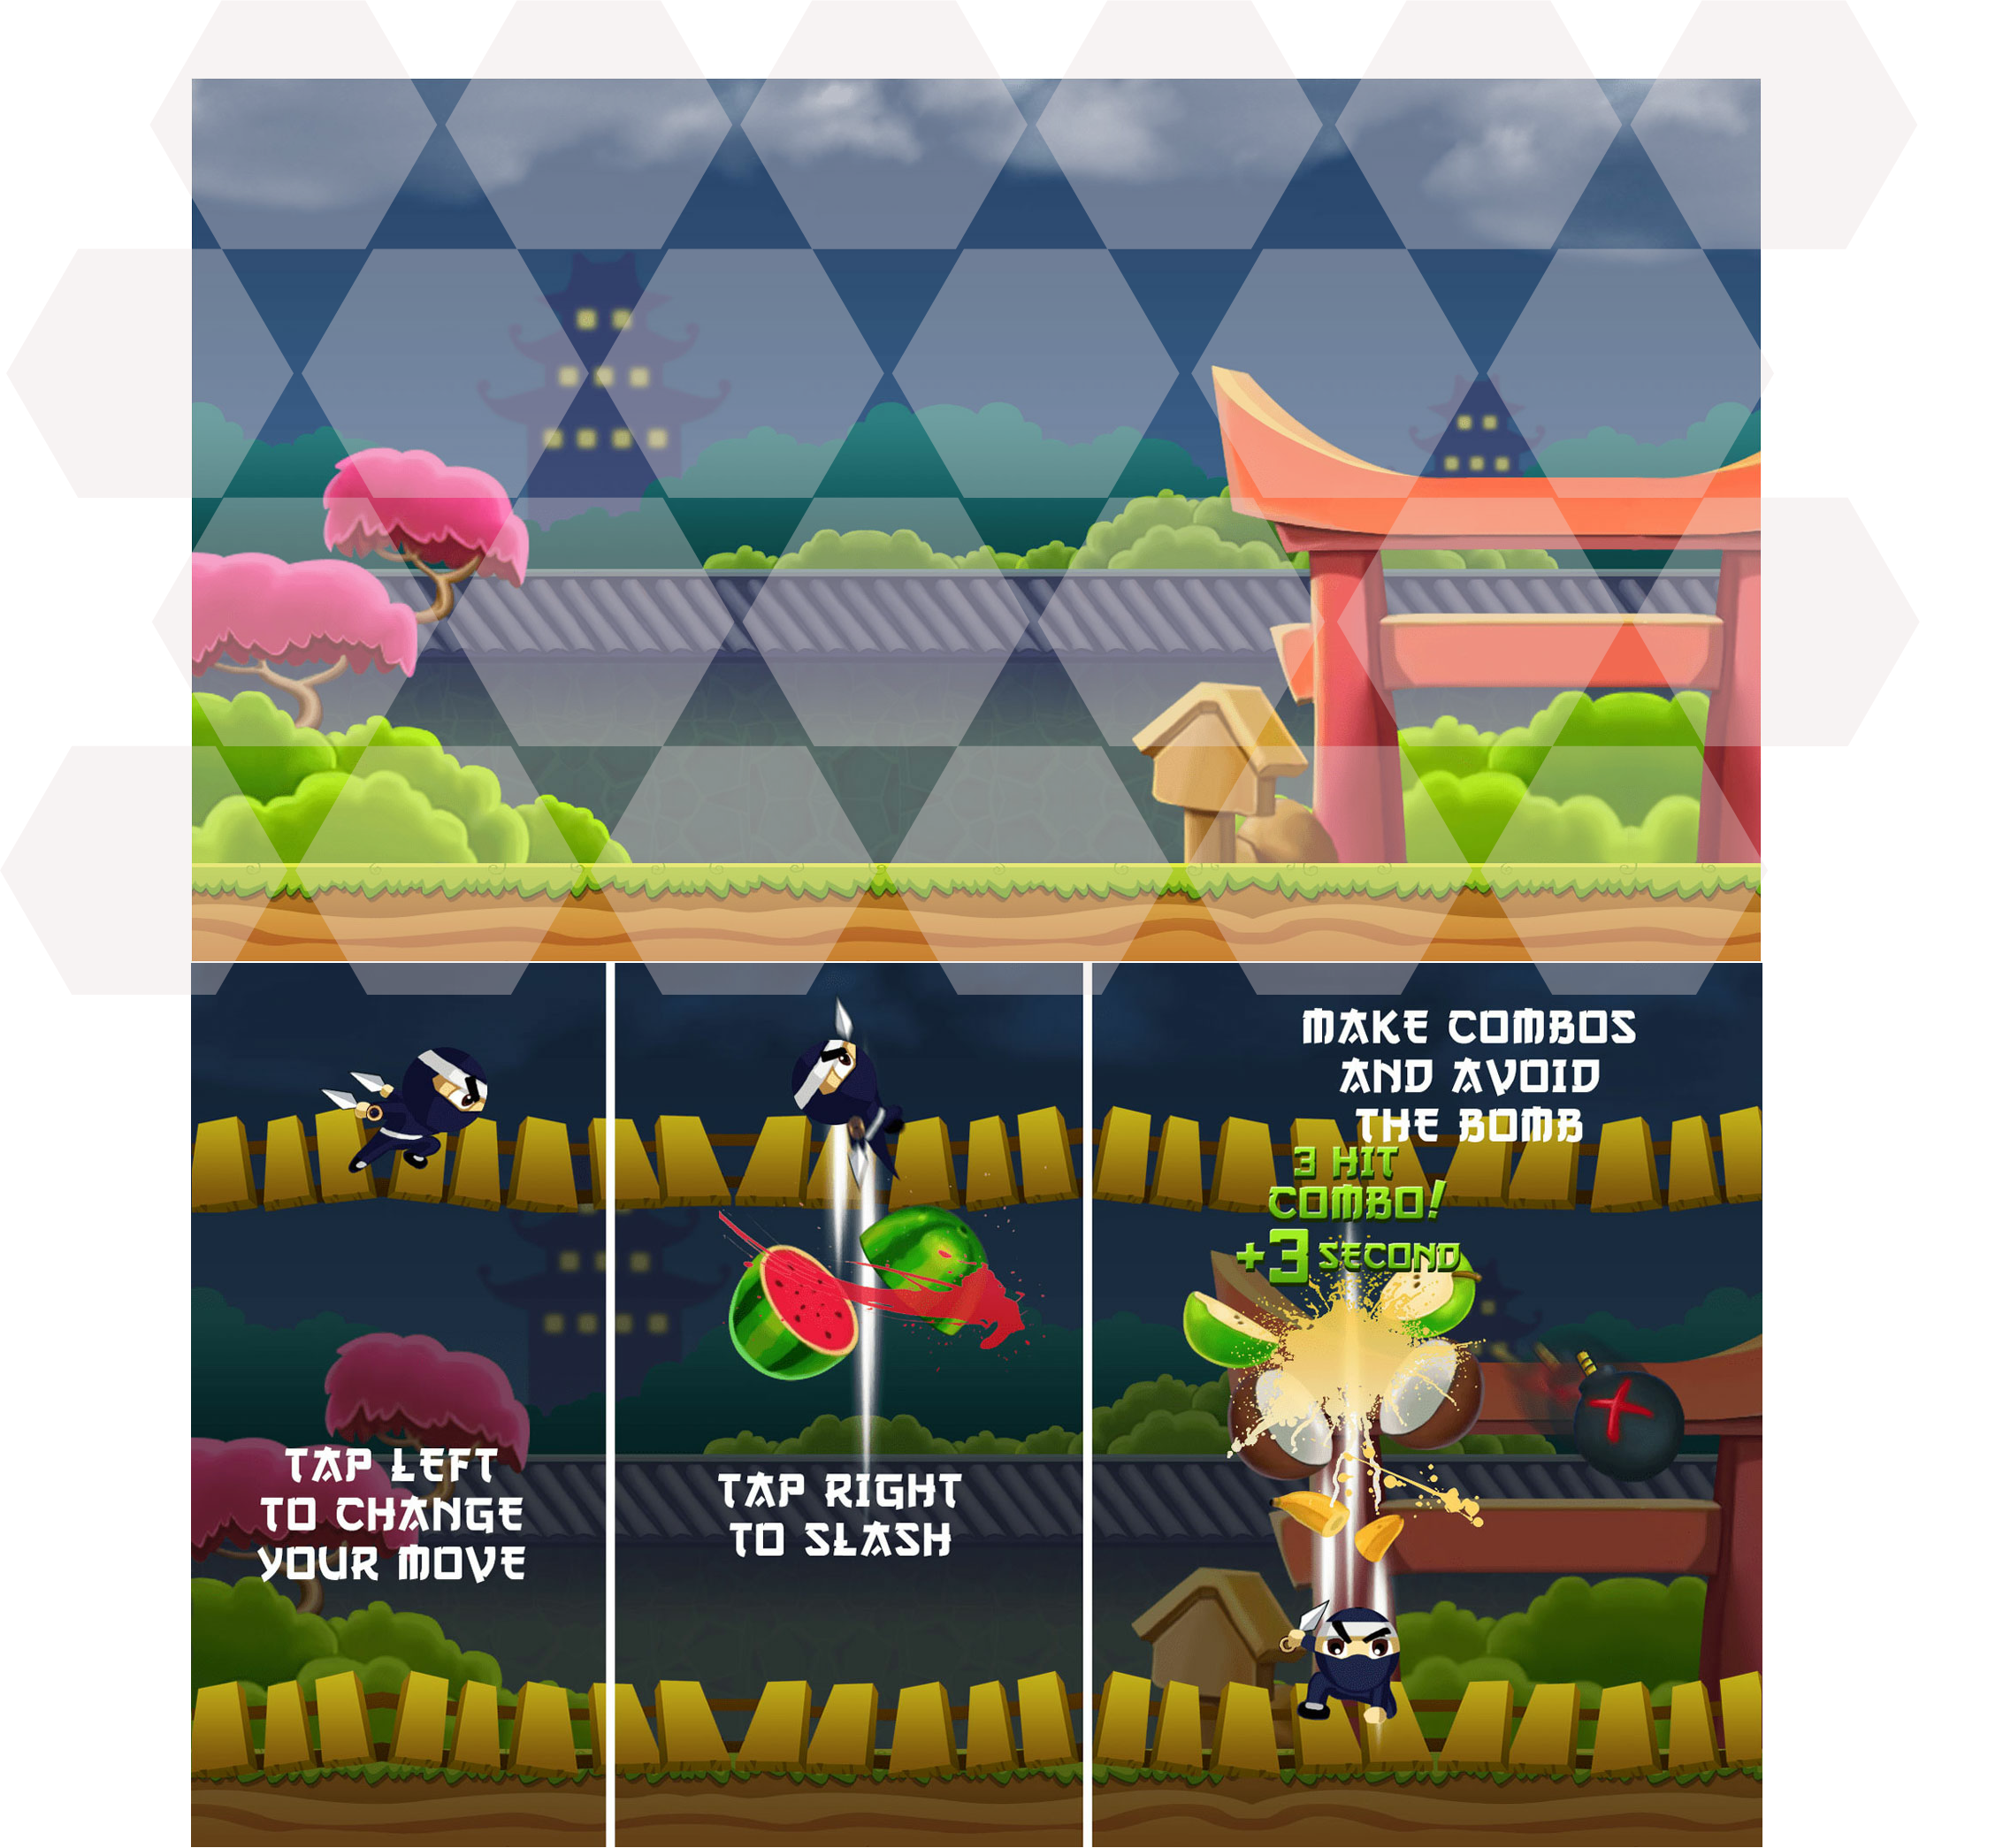 MAKE COMBOS
AND AVOID
THE BOMB
3 HIT
COMBO!
+3 SECOND
TAP LEFT
TO CHANGE
YOUR MOVE
TAP RIGHT
TO SLASH